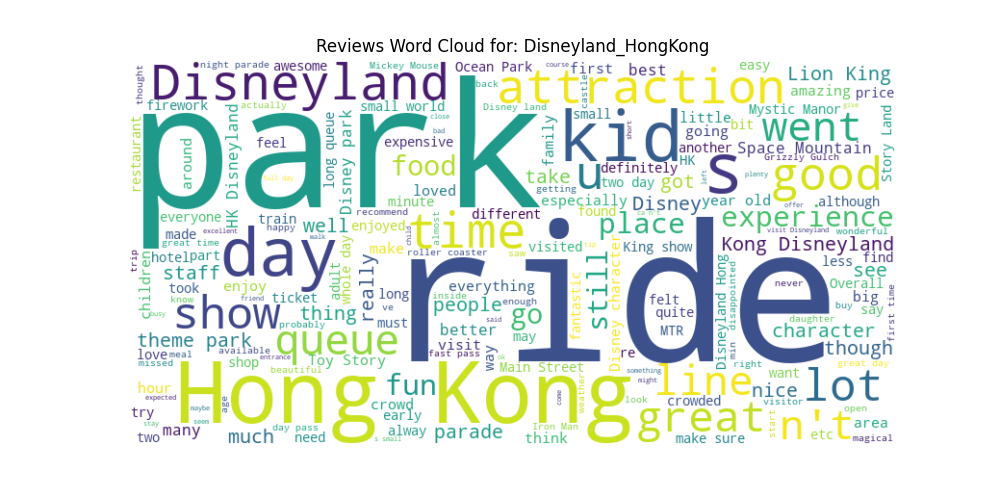 Reviews Word Cloud for: Disneyland_HongKong
night parade awesome Mickey Mouse Ocean Park course first best Lion King
thought Disneyland back attraction easy amazing price
firework actually small world Disney land castle small little Mystic Manor give
restaurant around HK Disneyland feel long queue Disney park close bad expensive family kid short going bit went Story Land
park HK another Space Mountain
full day food minute take u definitely left s Grizzly Gulch good
loved getting two day got plenty
everyone train happy well enjoyed recommend almost different especially found Disney year old offer although
made great time walk child saw visited place ca n't visit Disneyland experience wonderful
trip hotel part day time roller coaster tip King show Kong Disneyland
children staff make everything still Disney character never less find
took enjoy adult whole day really long inside enough fantastic ride felt Disneyland Hong disappointed Overall see
know friend ticket ve people quite min buy big say first time
busy show thing must better go MTR daughter character
theme park probably queue visit may said though
love meal shop Toy Story way fast pass ok re right
missed available entrance Main Street something great day
hour beautiful Hong Kong fun line might want nice lot
expected age crowd come weather look crowded visitor
try maybe early Iron Man great start open
stay seem day pass alway parade n't area
two many much need s small think make sure etc magical
excellent